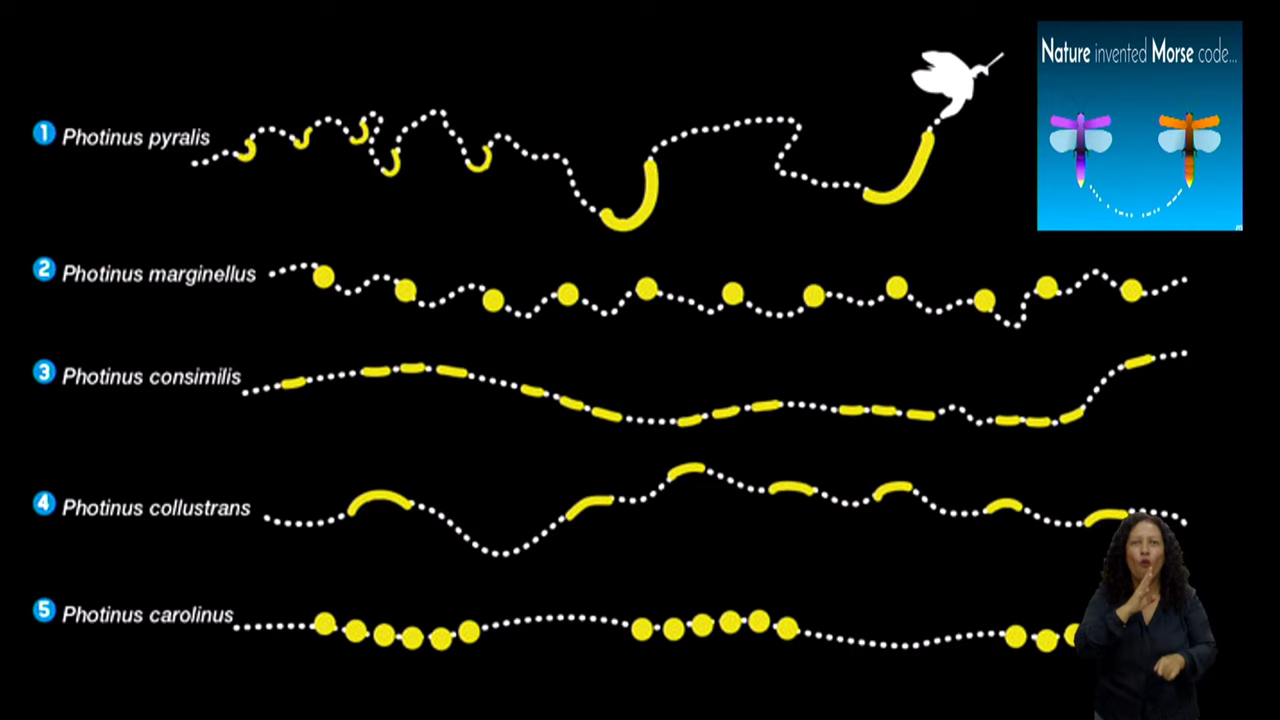 Nature invented Morse code...
1 Photinus pyralis
2 Photinus marginellus
3 Photinus consimilis
4 Photinus collustrans
5 Photinus carolinus